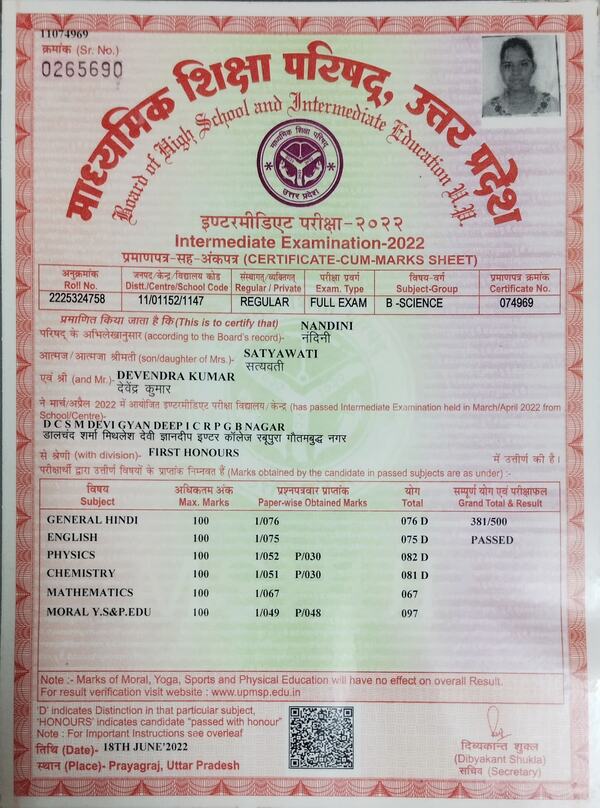 11074969
क्रमांक (Sr. No.)
0265690
माध्यमिक शिक्षा परिषद्, उत्तर प्रदेश
Board of High School and Intermediate Education U.P.
माध्यमिक शिक्षा परिषद्
उत्तर प्रदेश
इण्टरमीडिएट परीक्षा-२०२२
Intermediate Examination-2022
प्रमाणपत्र-सह-अंकपत्र (CERTIFICATE-CUM-MARKS SHEET)
अनुक्रमांक जनपद/केन्द्र/विद्यालय कोड संस्थागत/व्यक्तिगत परीक्षा प्रवर्ग विषय-वर्ग प्रमाणपत्र क्रमांक
Roll No. Distt./Centre/School Code Regular / Private Exam. Type Subject-Group Certificate No.
2225324758 11/01152/1147 REGULAR FULL EXAM B -SCIENCE 074969
प्रमाणित किया जाता है कि (This is to certify that) NANDINI
परिषद् के अभिलेखानुसार (according to the Board's record)- नंदिनी
आत्मज / आत्मजा श्रीमती (son/daughter of Mrs.)- SATYAWATI
सत्यवती
एवं श्री (and Mr.)- DEVENDRA KUMAR
देवेंद्र कुमार
ने मार्च/अप्रैल 2022 में आयोजित इण्टरमीडिएट परीक्षा विद्यालय/केन्द्र (has passed Intermediate Examination held in March/April 2022 from
School/Centre)-
D C S M DEVI GYAN DEEP I C R P G B NAGAR
डालचंद शर्मा मिथलेश देवी ज्ञानदीप इण्टर कॉलेज रबूपुरा गौतमबुद्ध नगर
से श्रेणी (with division)- FIRST HONOURS में उत्तीर्ण की है।
परीक्षार्थी द्वारा उत्तीर्ण विषयों के प्राप्तांक निम्नवत हैं (Marks obtained by the candidate in passed subjects are as under) :-
विषय अधिकतम अंक प्रश्नपत्रवार प्राप्तांक योग सम्पूर्ण योग एवं परीक्षाफल
Subject Max. Marks Paper-wise Obtained Marks Total Grand Total & Result
GENERAL HINDI 100 1/076 076 D 381/500
ENGLISH 100 1/075 075 D PASSED
PHYSICS 100 1/052 P/030 082 D
CHEMISTRY 100 1/051 P/030 081 D
MATHEMATICS 100 1/067 067
MORAL Y.S&P.EDU 100 1/049 P/048 097
Note :- Marks of Moral, Yoga, Sports and Physical Education will have no effect on overall Result.
For result verification visit website : www.upmsp.edu.in
'D' indicates Distinction in that particular subject,
'HONOURS' indicates candidate "passed with honour"
Note : For Important Instructions see overleaf
तिथि (Date)- 18TH JUNE'2022
स्थान (Place)- Prayagraj, Uttar Pradesh
दिव्यकान्त शुक्ल
(Dibyakant Shukla)
सचिव (Secretary)